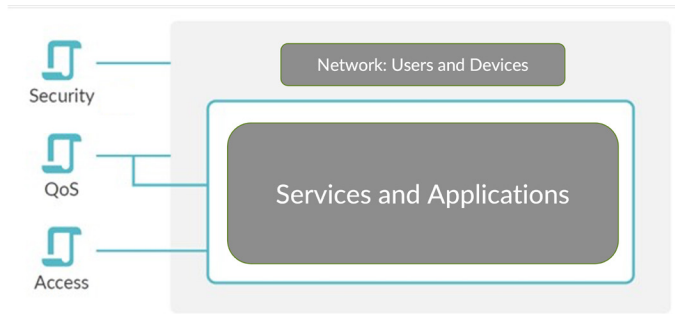 Network: Users and Devices
Security
Services and Applications
QoS
Access